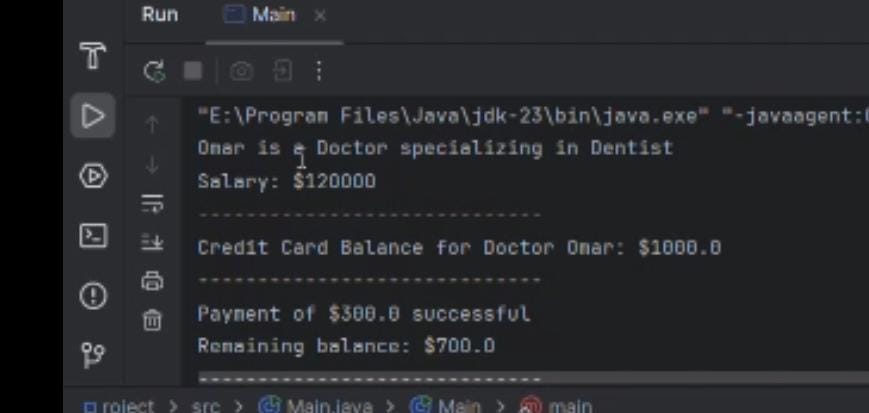 Run Main
"E:\Program Files\Java\jdk-23\bin\java.exe" "-javaagent:
Omar is a Doctor specializing in Dentist
Salary: $120000
------------------------------
Credit Card Balance for Doctor Omar: $1000.0
------------------------------
Payment of $300.0 successful
Remaining balance: $700.0
------------------------------
roject > src > Main.java > Main > main